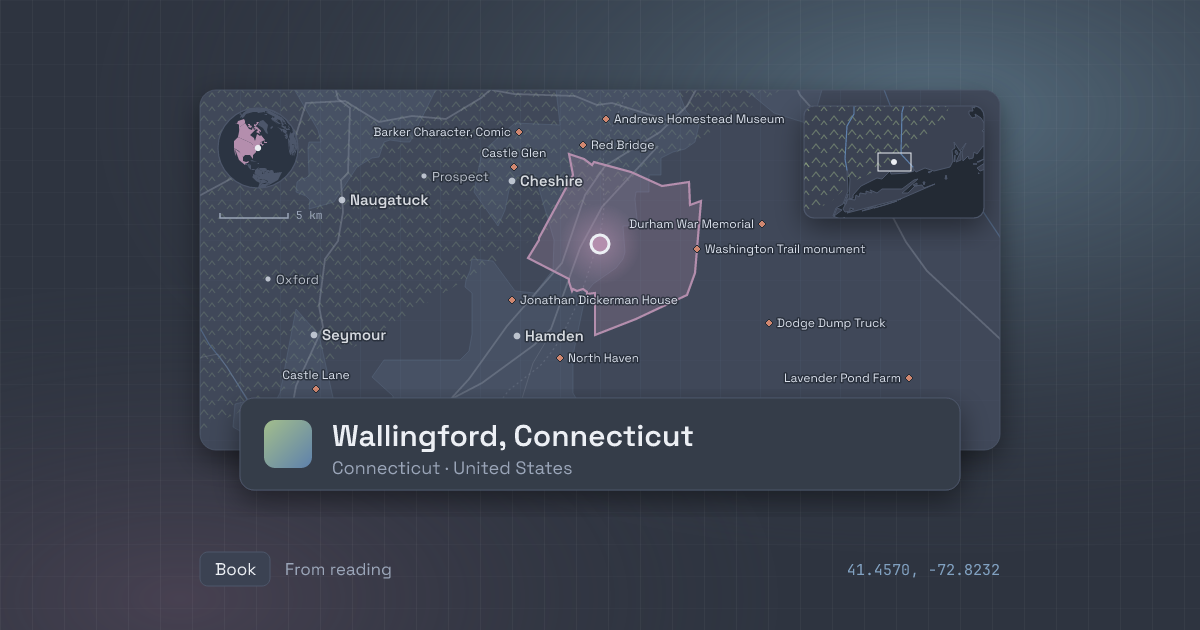 Andrews Homestead Museum
Barker Character, Comic
Red Bridge
Castle Glen
Prospect
Cheshire
Naugatuck
5 km
Durham War Memorial
Washington Trail monument
Oxford
Jonathan Dickerman House
Dodge Dump Truck
Seymour
Hamden
North Haven
Castle Lane
Lavender Pond Farm
Wallingford, Connecticut
Connecticut · United States
Book
From reading
41.4570, -72.8232